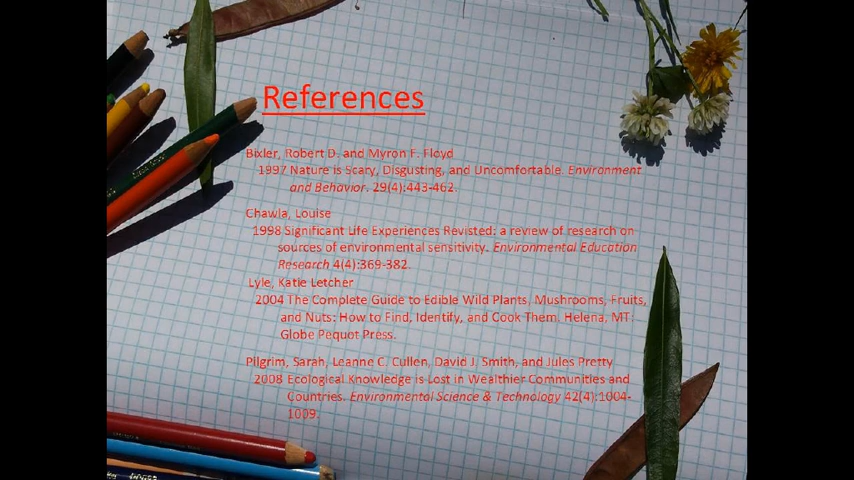 References
Bixler, Robert D. and Myron F. Floyd
1997 Nature is Scary, Disgusting, and Uncomfortable. Environment
and Behavior. 29(4):443-462.
Chawla, Louise
1998 Significant Life Experiences Revisted: a review of research on
sources of environmental sensitivity. Environmental Education
Research 4(4):369-382.
Lyle, Katie Letcher
2004 The Complete Guide to Edible Wild Plants, Mushrooms, Fruits,
and Nuts: How to Find, Identify, and Cook Them. Helena, MT:
Globe Pequot Press.
Pilgrim, Sarah, Leanne C. Cullen, David J. Smith, and Jules Pretty
2008 Ecological Knowledge is Lost in Wealthier Communities and
Countries. Environmental Science & Technology 42(4):1004-
1009.